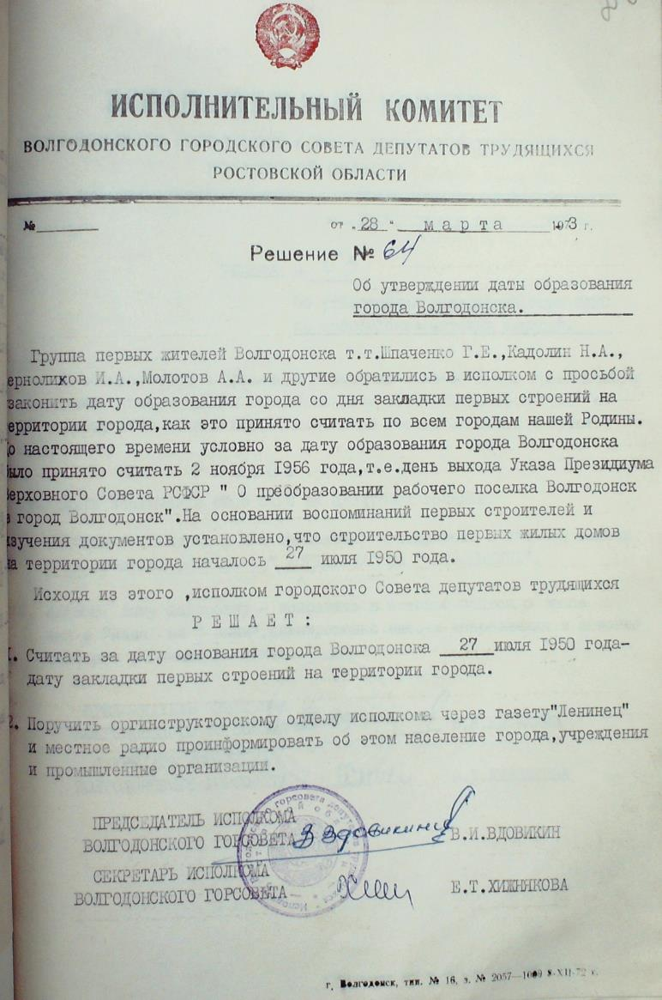 ИСПОЛНИТЕЛЬНЫЙ КОМИТЕТ
ВОЛГОДОНСКОГО ГОРОДСКОГО СОВЕТА ДЕПУТАТОВ ТРУДЯЩИХСЯ
РОСТОВСКОЙ ОБЛАСТИ
№ от „28" марта 1973 г.
Решение № 64
Об утверждении даты образования
города Волгодонска.
Группа первых жителей Волгодонска т.т.Шпаченко Г.Е.,Кадолин Н.А.,
ерноликов И.А.,Молотов А.А. и другие обратились в исполком с просьбой
законить дату образования города со дня закладки первых строений на
ерритории города,как это принято считать по всем городам нашей Родины.
о настоящего времени условно за дату образования города Волгодонска
ыло принято считать 2 ноября 1956 года,т.е.день выхода Указа Президиума
ерховного Совета РСФСР " О преобразовании рабочего поселка Волгодонск
в город Волгодонск".На основании воспоминаний первых строителей и
изучения документов установлено,что строительство первых жилых домов
на территории города началось 27 июля 1950 года.
Исходя из этого ,исполком городского Совета депутатов трудящихся
РЕШАЕТ:
1. Считать за дату основания города Волгодонска 27 июля 1950 года-
дату закладки первых строений на территории города.
2. Поручить оргинструкторскому отделу исполкома через газету"Ленинец"
и местное радио проинформировать об этом население города,учреждения
и промышленные организации.
ПРЕДСЕДАТЕЛЬ ИСПОЛКОМА
ВОЛГОДОНСКОГО ГОРСОВЕТА Вдовикин В.И.ВДОВИКИН
СЕКРЕТАРЬ ИСПОЛКОМА
ВОЛГОДОНСКОГО ГОРСОВЕТА Е.Т.ХИЖНЯКОВА
г. Волгодонск, тип. № 16, з. № 2057—1000 8-XII-72 г.